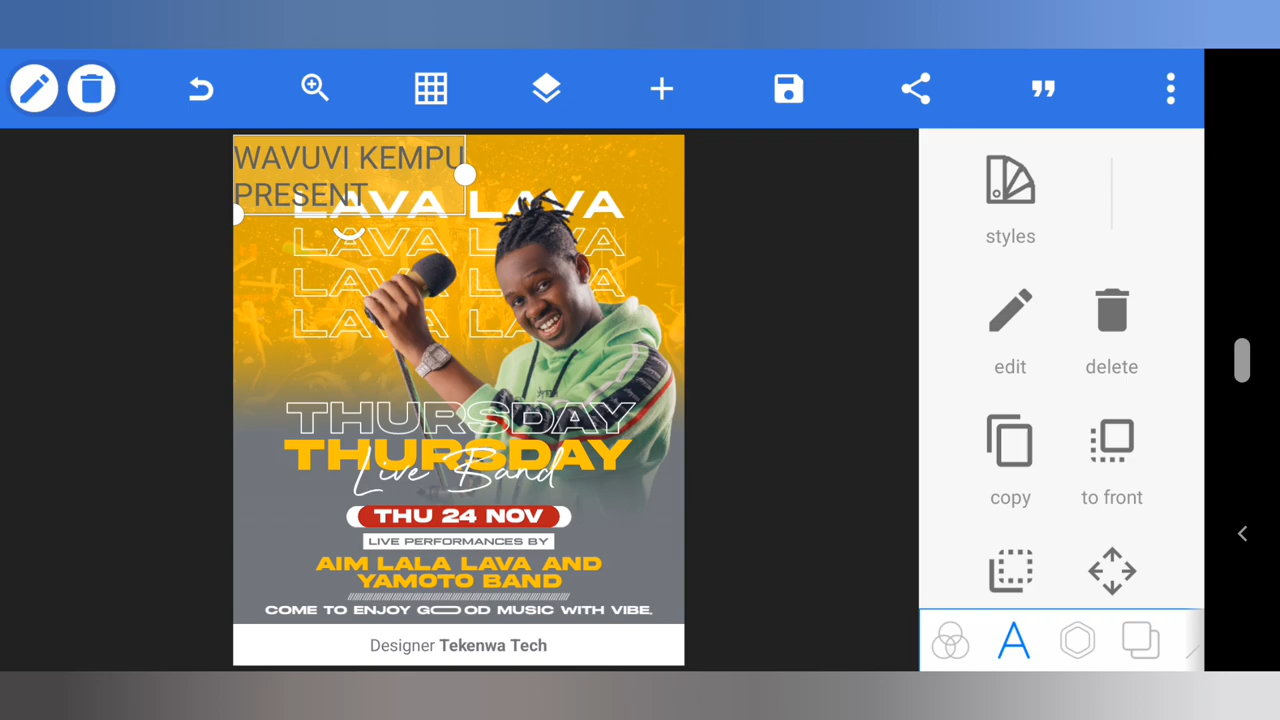 WAVUVI KEMPU
PRESENT
LAVA LAVA
LAVA LAVA
LAVA LAVA
LAVA LA
THURSDAY
THURSDAY
Live Band
THU 24 NOV
LIVE PERFORMANCES BY
AIM LALA LAVA AND
YAMOTO BAND
COME TO ENJOY GOOD MUSIC WITH VIBE.
Designer Tekenwa Tech
styles
edit
delete
copy
to front